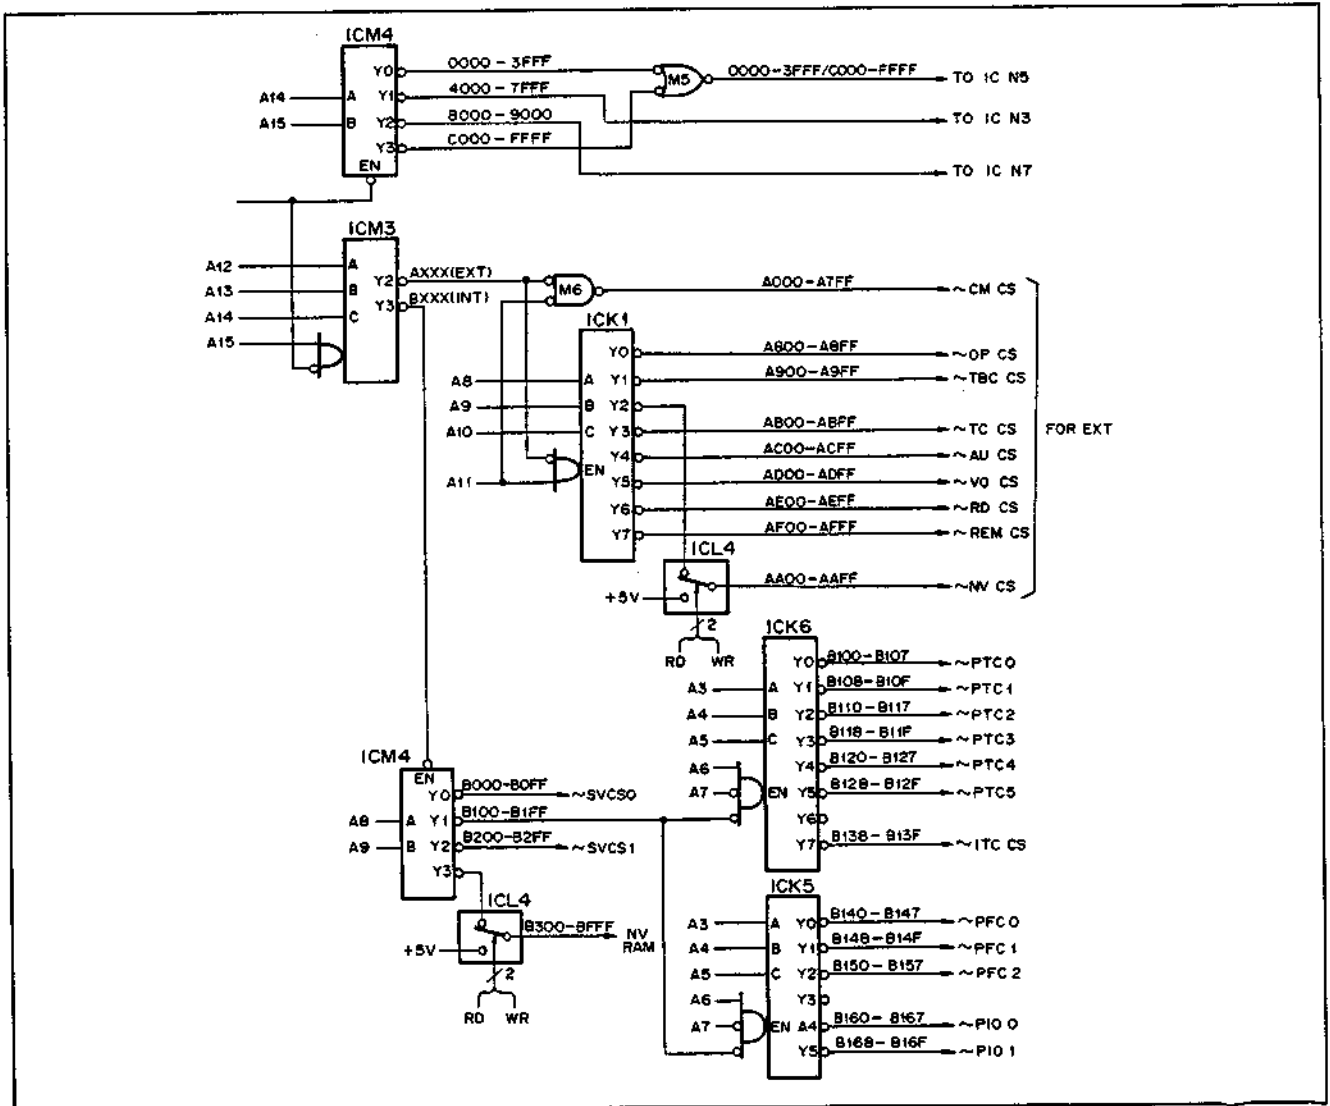 ICM4
Y0 0000-3FFF
M5 0000-3FFF/C000-FFFF TO IC N5
A14 A Y1 4000-7FFF
TO IC N3
A15 B Y2 8000-9000
Y3 C000-FFFF
EN
TO IC N7
ICM3
A12 A
Y2 AXXX(EXT)
A13 B
M6 A000-A7FF ~CM CS
Y3 BXXX(INT)
A14 C
A15
ICK1
Y0 A800-A8FF ~OP CS
A8 A Y1 A900-A9FF ~TBC CS
A9 B Y2
A10 C Y3 AB00-ABFF ~TC CS
FOR EXT
Y4 AC00-ACFF ~AU CS
EN
A11 Y5 AD00-ADFF ~VO CS
Y6 AE00-AEFF ~RD CS
Y7 AF00-AFFF ~REM CS
ICL4
AA00-AAFF ~NV CS
+5V
2
RD WR
ICK6
Y0 B100-B107 ~PTC0
A3 A Y1 B108-B10F ~PTC1
A4 B Y2 B110-B117 ~PTC2
A5 C Y3 B118-B11F ~PTC3
A6 Y4 B120-B127 ~PTC4
A7 EN Y5 B128-B12F ~PTC5
Y6
Y7 B138-B13F ~ITC CS
ICM4
EN
Y0 B000-B0FF ~SVCS0
A8 A Y1 B100-B1FF
A9 B Y2 B200-B2FF ~SVCS1
Y3
ICL4
B300-BFFF NV
RAM
+5V
2
RD WR
ICK5
A3 A Y0 B140-B147 ~PFC0
A4 B Y1 B148-B14F ~PFC1
A5 C Y2 B150-B157 ~PFC2
A6 Y3
A7 EN A4 B160-B167 ~PIO 0
Y5 B168-B16F ~PIO 1